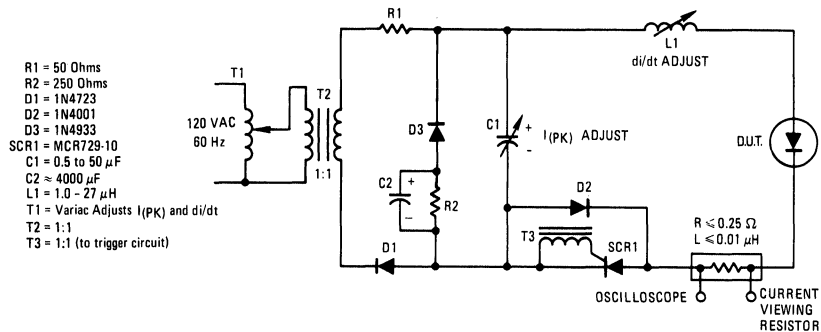 R1 = 50 Ohms
R2 = 250 Ohms
D1 = 1N4723
D2 = 1N4001
D3 = 1N4933
SCR1 = MCR729-10
C1 = 0.5 to 50 μF
C2 ≈ 4000 μF
L1 = 1.0 - 27 μH
T1 = Variac Adjusts I(PK) and di/dt
T2 = 1:1
T3 = 1:1 (to trigger circuit)
T1
120 VAC
60 Hz
T2
1:1
R1
D3
C2
+
−
R2
D1
C1
+
−
I(PK) ADJUST
L1
di/dt ADJUST
D.U.T.
D2
T3
SCR1
R ⩽ 0.25 Ω
L ⩽ 0.01 μH
OSCILLOSCOPE
CURRENT
VIEWING
RESISTOR